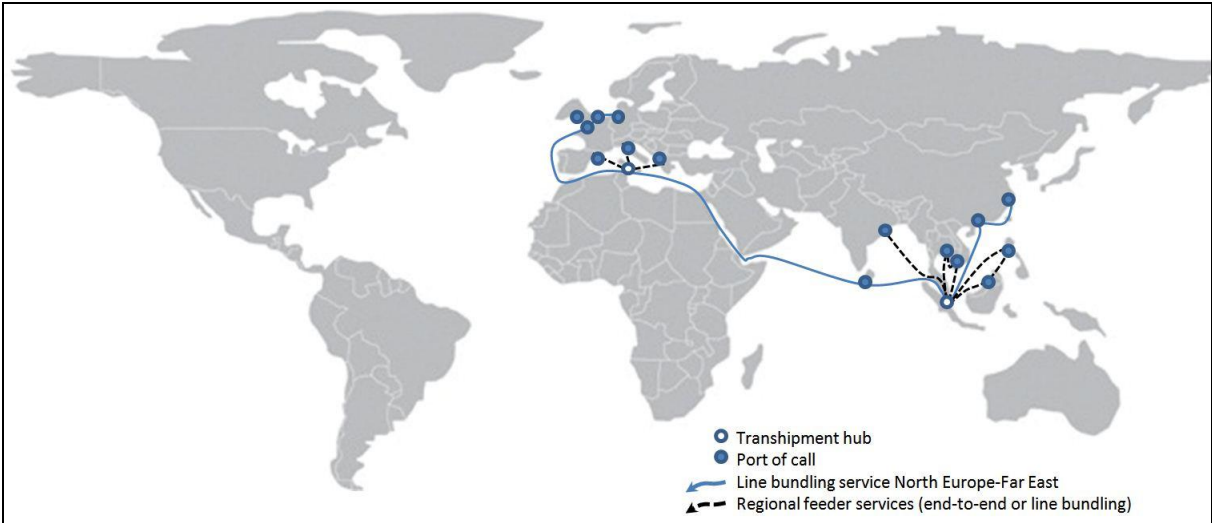 Transhipment hub
Port of call
Line bundling service North Europe-Far East
Regional feeder services (end-to-end or line bundling)